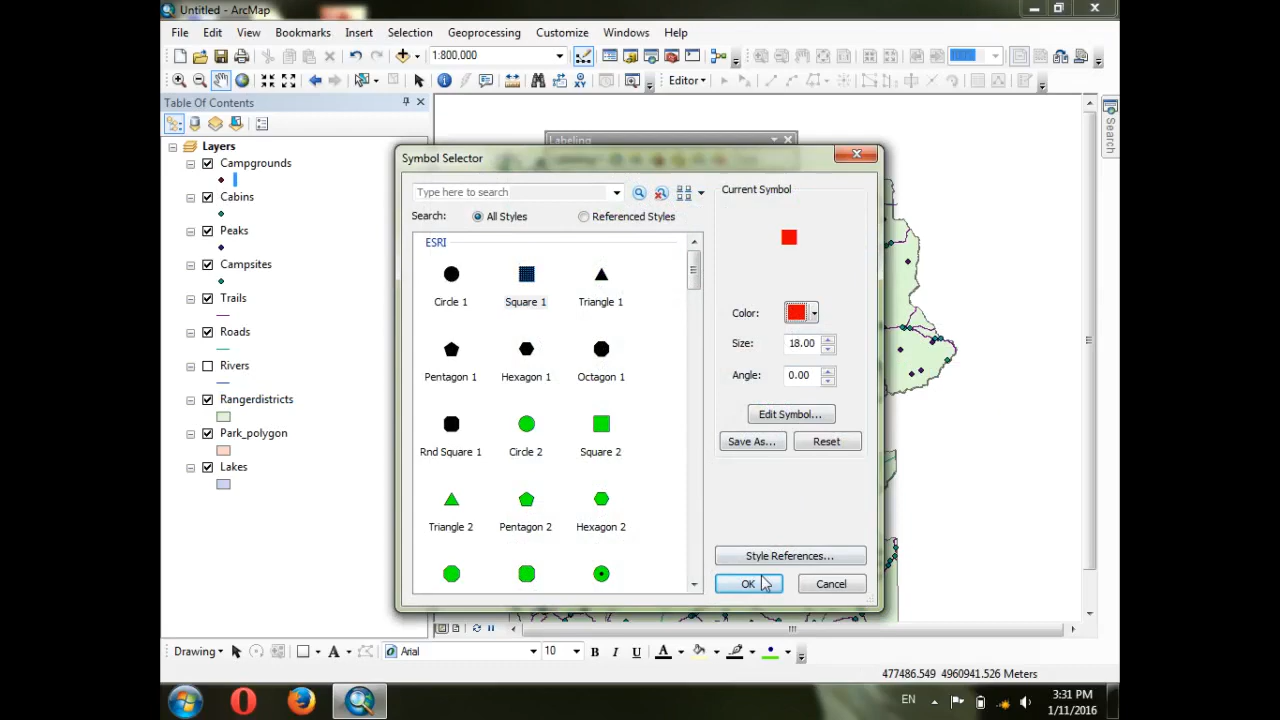 Untitled - ArcMap
File Edit View Bookmarks Insert Selection Geoprocessing Customize Windows Help
1:800,000
Editor
Table Of Contents
Layers
Campgrounds
Cabins
Peaks
Campsites
Trails
Roads
Rivers
Rangerdistricts
Park_polygon
Lakes
Labeling
Search
Symbol Selector
Type here to search
Search: All Styles Referenced Styles
ESRI
Circle 1 Square 1 Triangle 1
Pentagon 1 Hexagon 1 Octagon 1
Rnd Square 1 Circle 2 Square 2
Triangle 2 Pentagon 2 Hexagon 2
Current Symbol
Color:
Size: 18.00
Angle: 0.00
Edit Symbol...
Save As... Reset
Style References...
OK Cancel
Drawing A Arial 10 B I U A
477486.549 4960941.526 Meters
EN 3:31 PM
1/11/2016